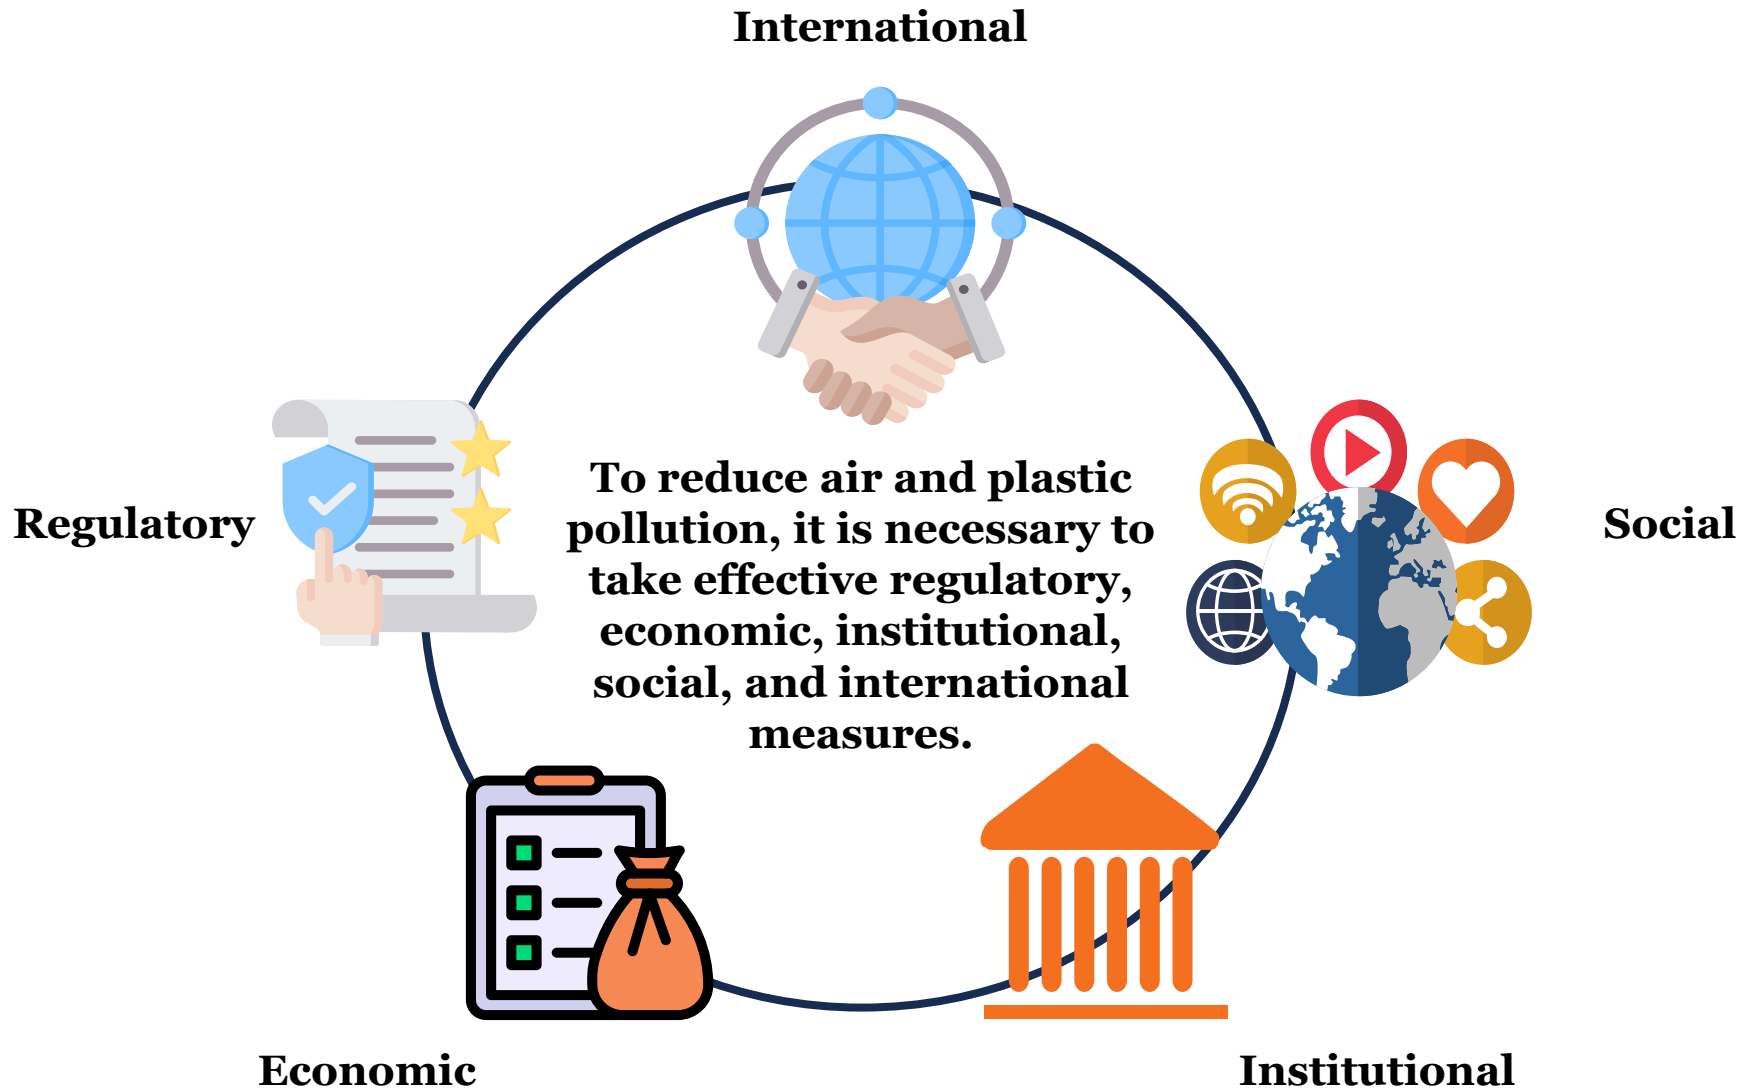 International
To reduce air and plastic
pollution, it is necessary to
take effective regulatory,
economic, institutional,
social, and international
measures.
Regulatory
Social
Economic
Institutional